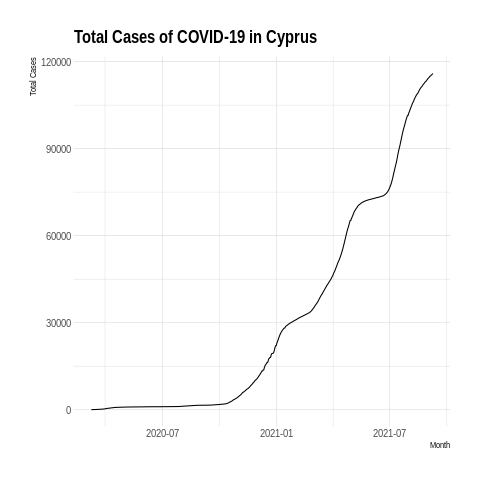 Total Cases of COVID-19 in Cyprus
Total Cases
120000
90000
60000
30000
0
2020-07
2021-01
2021-07
Month